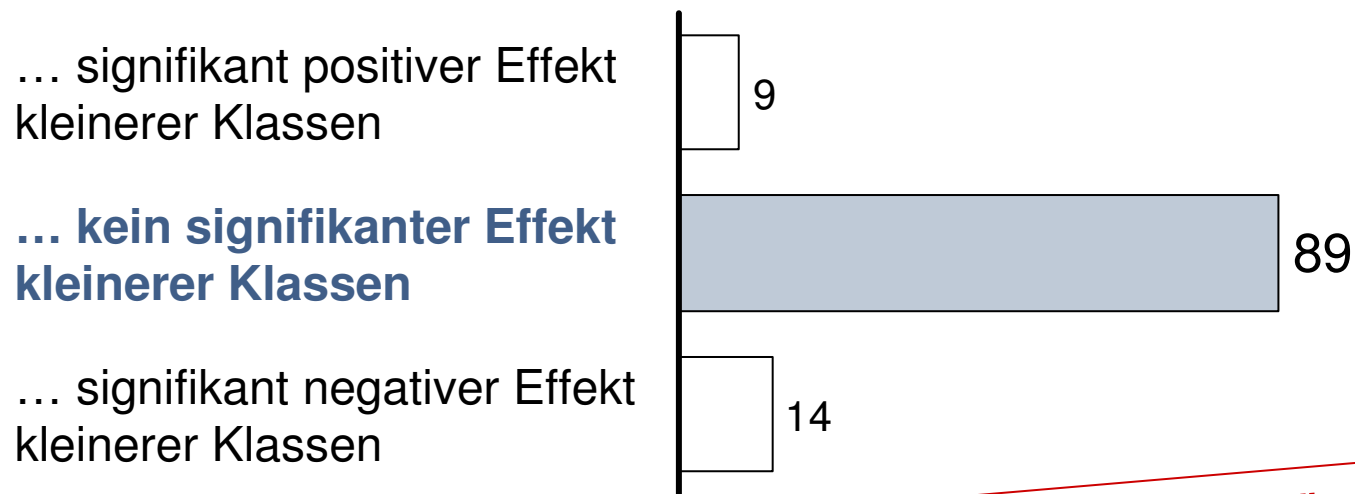 … signifikant positiver Effekt
kleinerer Klassen
9
… kein signifikanter Effekt
kleinerer Klassen
89
… signifikant negativer Effekt
kleinerer Klassen
14